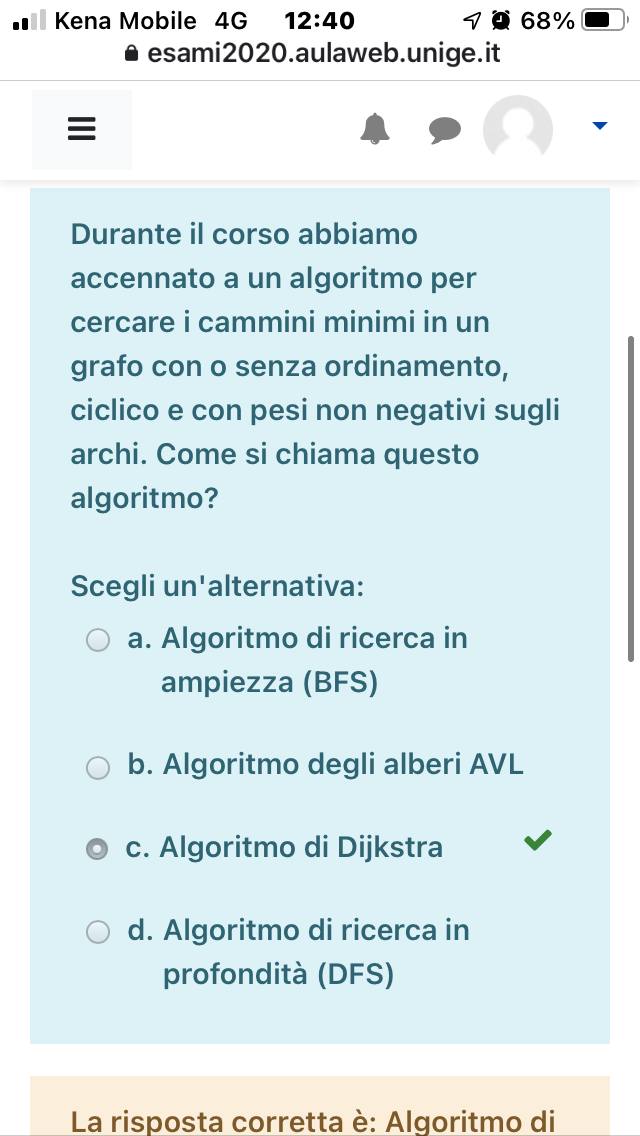 Kena Mobile 4G 12:40 68%
esami2020.aulaweb.unige.it
Durante il corso abbiamo
accennato a un algoritmo per
cercare i cammini minimi in un
grafo con o senza ordinamento,
ciclico e con pesi non negativi sugli
archi. Come si chiama questo
algoritmo?
Scegli un'alternativa:
a. Algoritmo di ricerca in
ampiezza (BFS)
b. Algoritmo degli alberi AVL
c. Algoritmo di Dijkstra
d. Algoritmo di ricerca in
profondità (DFS)
La risposta corretta è: Algoritmo di